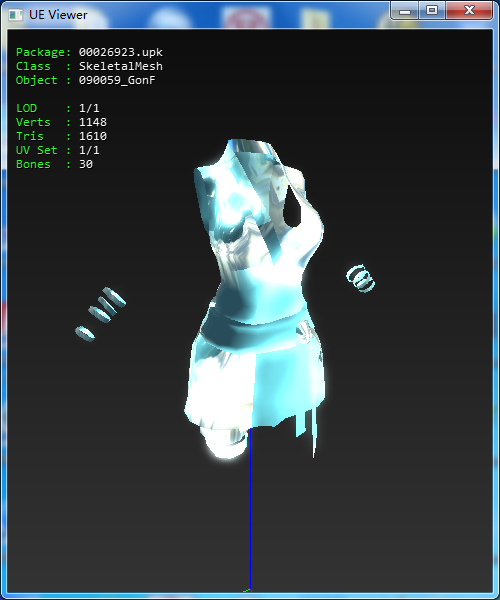 UE Viewer
Package: 00026923.upk
Class : SkeletalMesh
Object : 090059_GonF
LOD : 1/1
Verts : 1148
Tris : 1610
UV Set : 1/1
Bones : 30